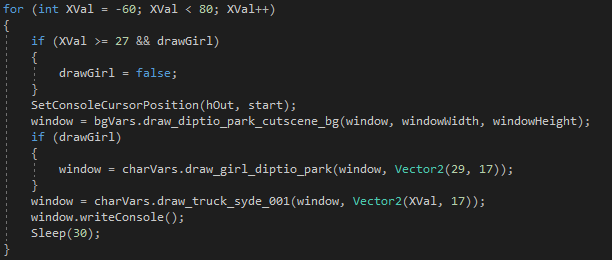 for (int XVal = -60; XVal < 80; XVal++)
{
    if (XVal >= 27 && drawGirl)
    {
        drawGirl = false;
    }
    SetConsoleCursorPosition(hOut, start);
    window = bgVars.draw_diptio_park_cutscene_bg(window, windowWidth, windowHeight);
    if (drawGirl)
    {
        window = charVars.draw_girl_diptio_park(window, Vector2(29, 17));
    }
    window = charVars.draw_truck_syde_001(window, Vector2(XVal, 17));
    window.writeConsole();
    Sleep(30);
}